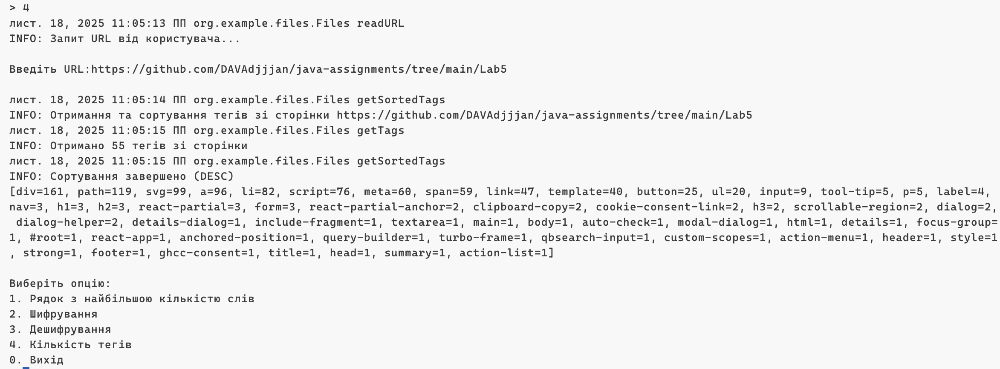 > 4
лист. 18, 2025 11:05:13 ПП org.example.files.Files readURL
INFO: Запит URL від користувача...
Введіть URL:https://github.com/DAVAdjjjan/java-assignments/tree/main/Lab5
лист. 18, 2025 11:05:14 ПП org.example.files.Files getSortedTags
INFO: Отримання та сортування тегів зі сторінки https://github.com/DAVAdjjjan/java-assignments/tree/main/Lab5
лист. 18, 2025 11:05:15 ПП org.example.files.Files getTags
INFO: Отримано 55 тегів зі сторінки
лист. 18, 2025 11:05:15 ПП org.example.files.Files getSortedTags
INFO: Сортування завершено (DESC)
[div=161, path=119, svg=99, a=96, li=82, script=76, meta=60, span=59, link=47, template=40, button=25, ul=20, input=9, tool-tip=5, p=5, label=4,
nav=3, h1=3, h2=3, react-partial=3, form=3, react-partial-anchor=2, clipboard-copy=2, cookie-consent-link=2, h3=2, scrollable-region=2, dialog=2,
dialog-helper=2, details-dialog=1, include-fragment=1, textarea=1, main=1, body=1, auto-check=1, modal-dialog=1, html=1, details=1, focus-group=
1, #root=1, react-app=1, anchored-position=1, query-builder=1, turbo-frame=1, qbsearch-input=1, custom-scopes=1, action-menu=1, header=1, style=1
, strong=1, footer=1, ghcc-consent=1, title=1, head=1, summary=1, action-list=1]
Виберіть опцію:
1. Рядок з найбільшою кількістю слів
2. Шифрування
3. Дешифрування
4. Кількість тегів
0. Вихід